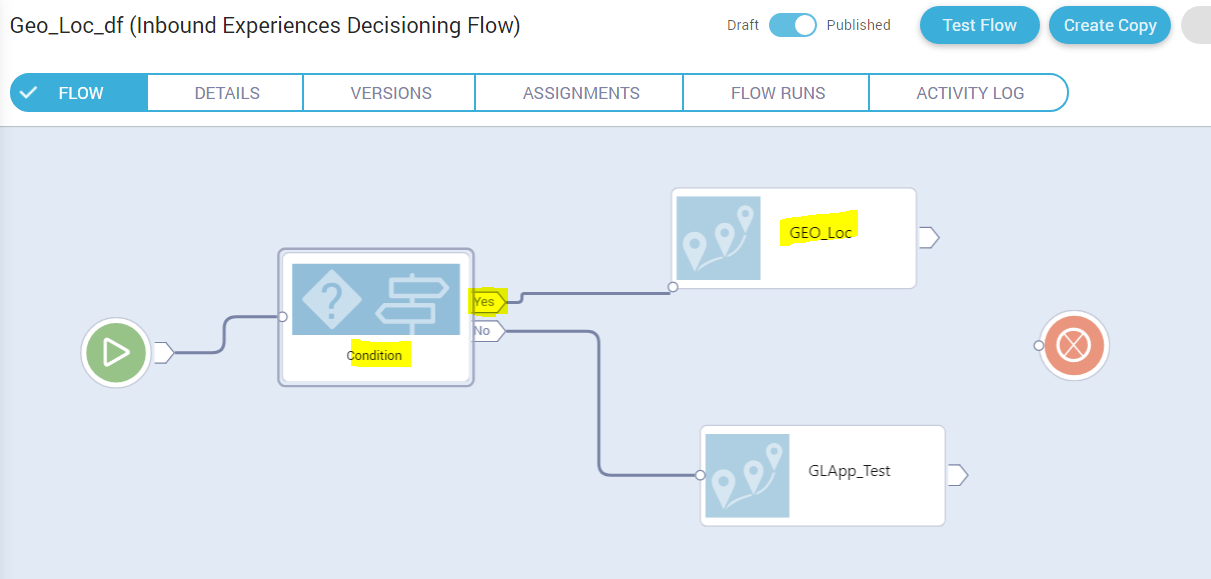 Geo_Loc_df (Inbound Experiences Decisioning Flow)
Draft Published
Test Flow
Create Copy
FLOW
DETAILS
VERSIONS
ASSIGNMENTS
FLOW RUNS
ACTIVITY LOG
GEO_Loc
Yes
No
Condition
GLApp_Test